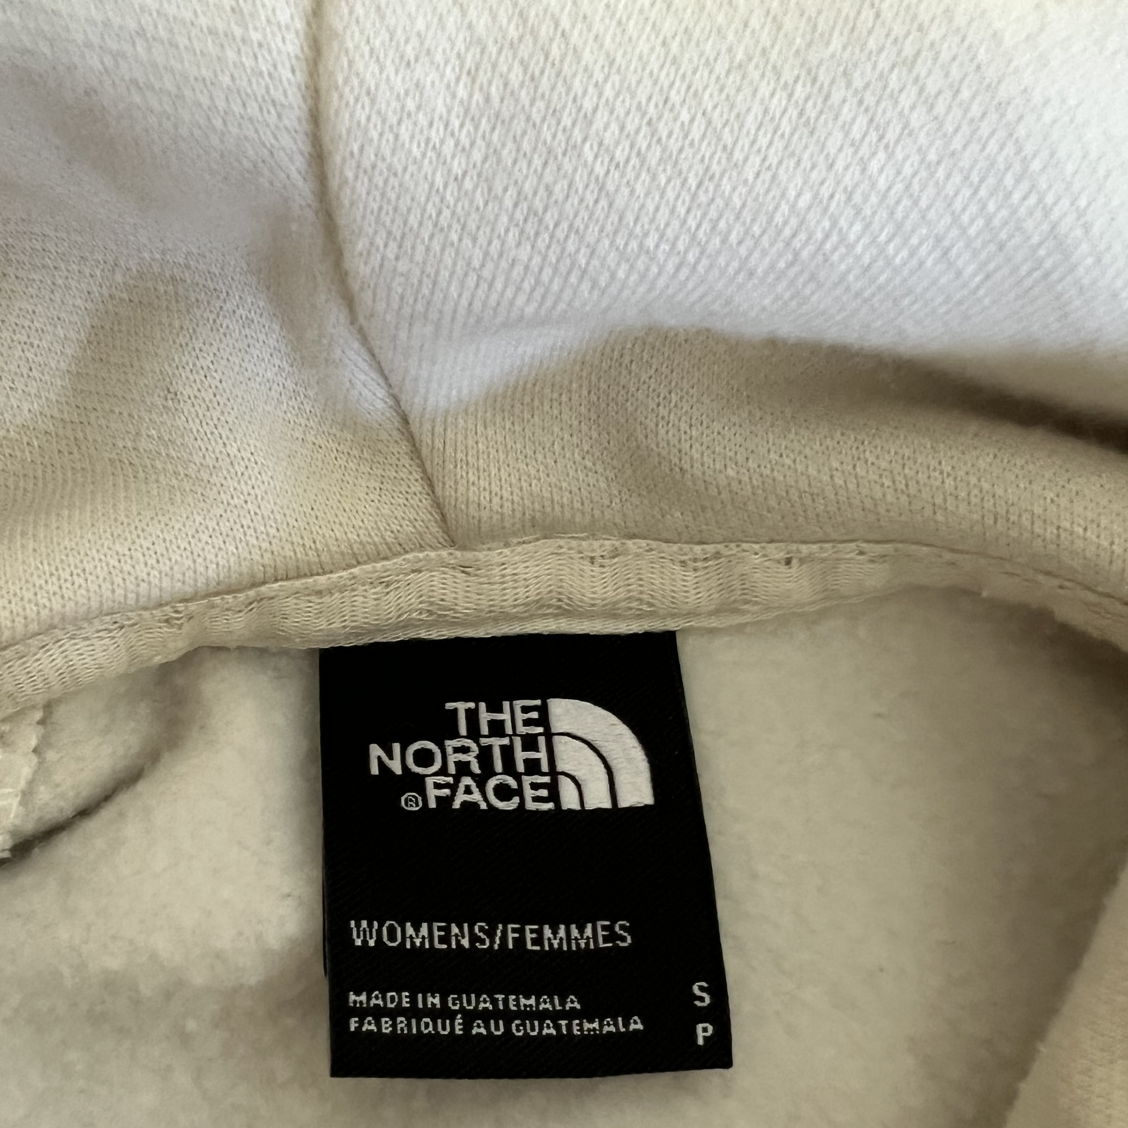 THE
NORTH
®FACE
WOMENS/FEMMES
MADE IN GUATEMALA
FABRIQUÉ AU GUATEMALA
S
P